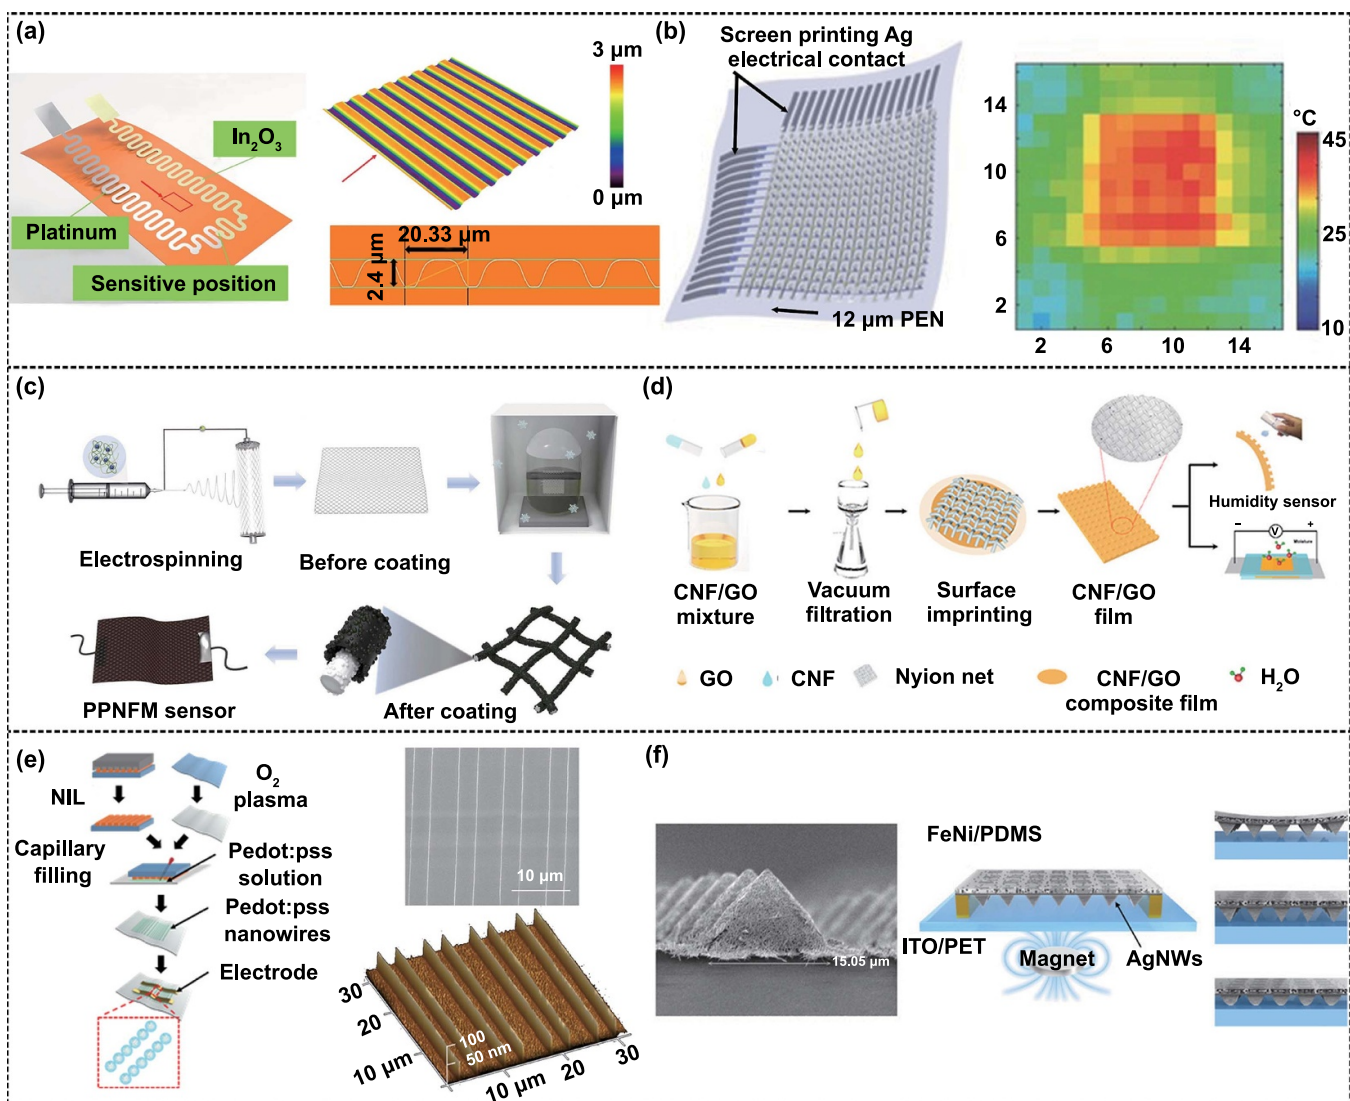 (a)
3 μm
0 μm
In2O3
Platinum
Sensitive position
20.33 μm
2.4 μm
(b)
Screen printing Ag
electrical contact
12 μm PEN
14
10
6
2
2
6
10
14
°C
45
25
10
(c)
Electrospinning
Before coating
PPNFM sensor
After coating
(d)
CNF/GO
mixture
Vacuum
filtration
Surface
imprinting
CNF/GO
film
Humidity sensor
−
V
+
Moisture
H2O
GO
CNF
Nyion net
CNF/GO
composite film
H2O
(e)
NIL
O2
plasma
Capillary
filling
Pedot:pss
solution
Pedot:pss
nanowires
Electrode
10 μm
30
20
10 μm
100
50 nm
10 μm
20
30
(f)
15.05 μm
FeNi/PDMS
ITO/PET
Magnet
AgNWs